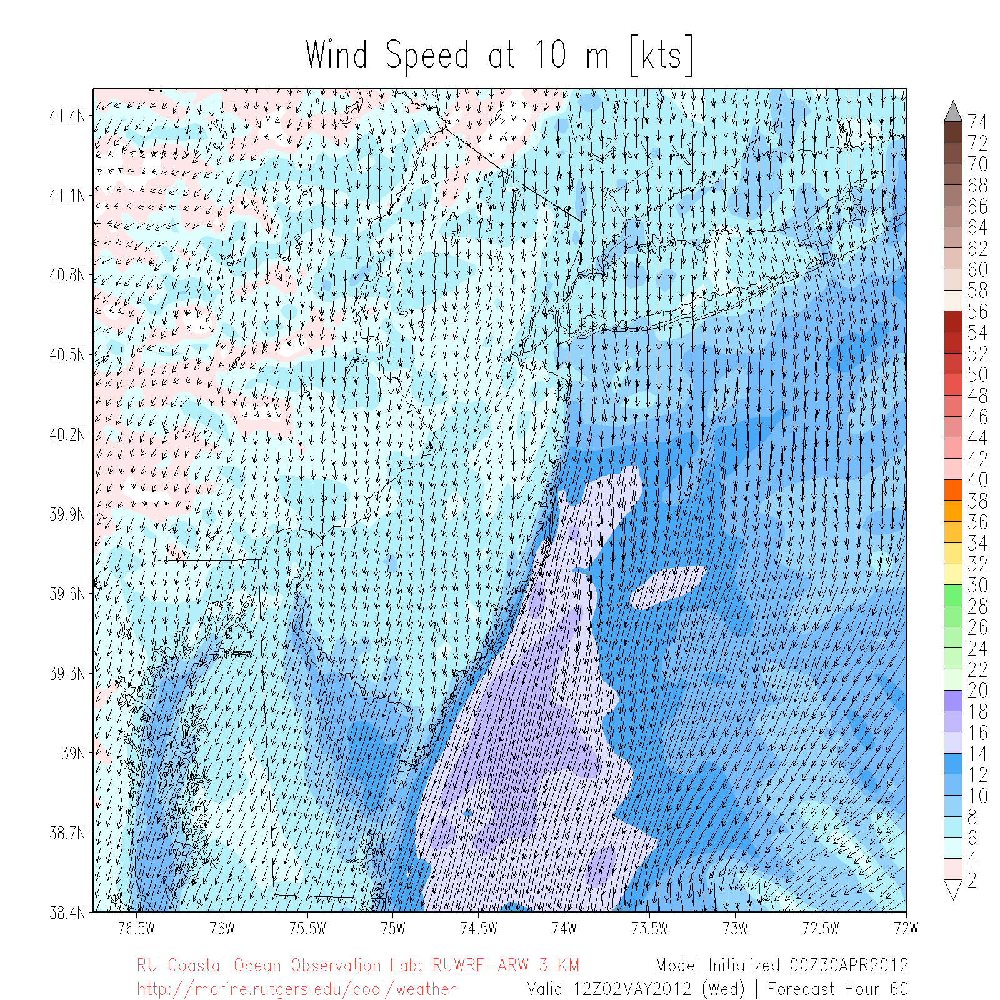 Wind Speed at 10 m [kts]
41.4N
41.1N
40.8N
40.5N
40.2N
39.9N
39.6N
39.3N
39N
38.7N
38.4N
76.5W 76W 75.5W 75W 74.5W 74W 73.5W 73W 72.5W 72W
74
72
70
68
66
64
62
60
58
56
54
52
50
48
46
44
42
40
38
36
34
32
30
28
26
24
22
20
18
16
14
12
10
8
6
4
2
RU Coastal Ocean Observation Lab: RUWRF-ARW 3 KM
http://marine.rutgers.edu/cool/weather
Model Initialized 00Z30APR2012
Valid 12Z02MAY2012 (Wed) | Forecast Hour 60